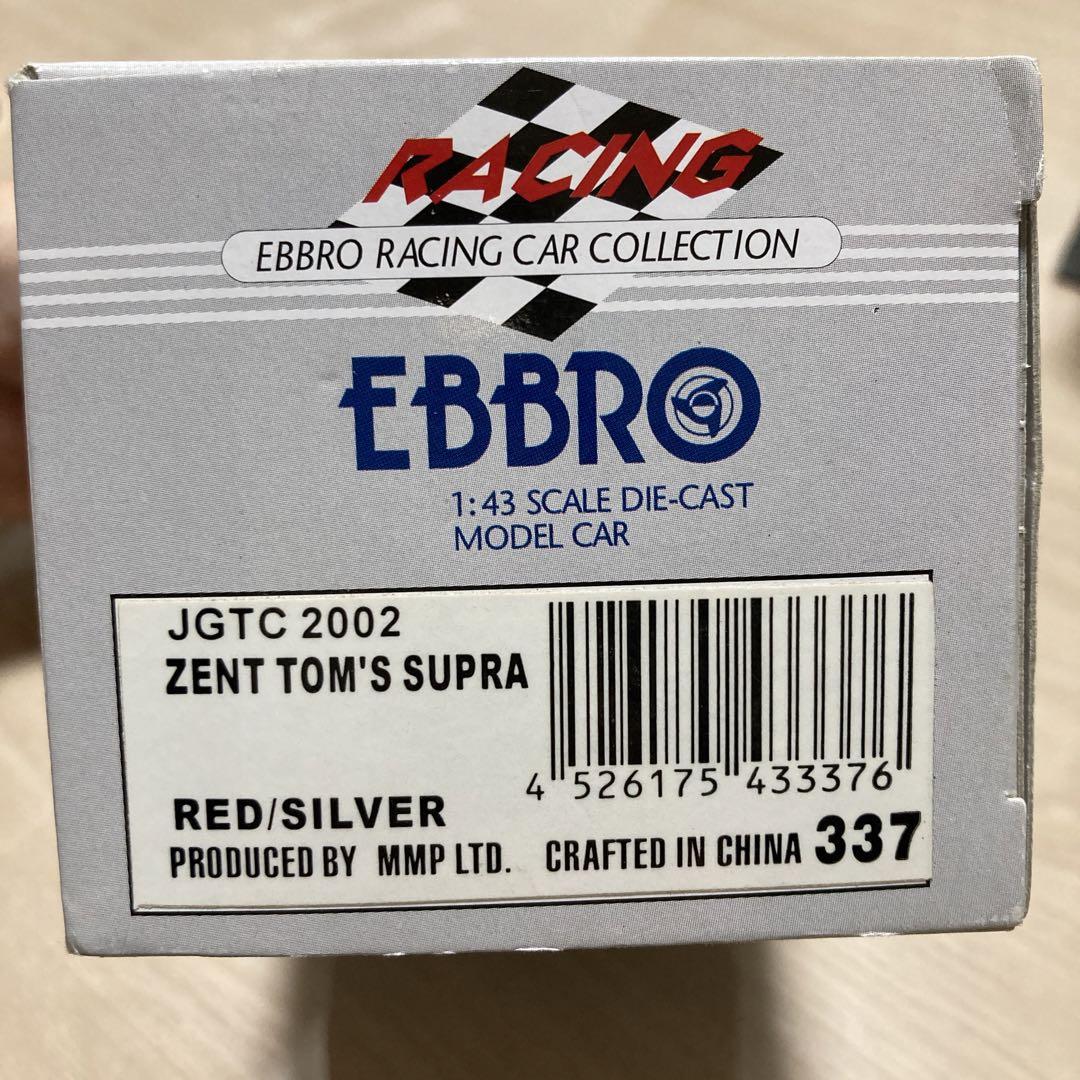 RACING
EBBRO RACING CAR COLLECTION
EBBRO
1:43 SCALE DIE-CAST
MODEL CAR
JGTC 2002
ZENT TOM'S SUPRA
4 526175 433376
RED/SILVER
PRODUCED BY MMP LTD. CRAFTED IN CHINA 337